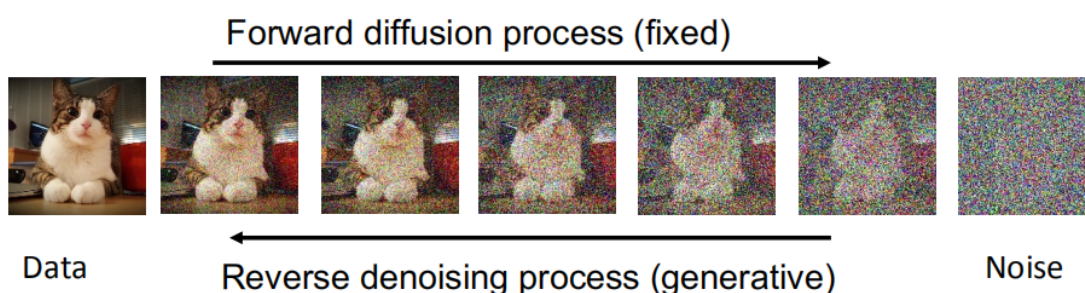 Forward diffusion process (fixed)
Data
Noise
Reverse denoising process (generative)